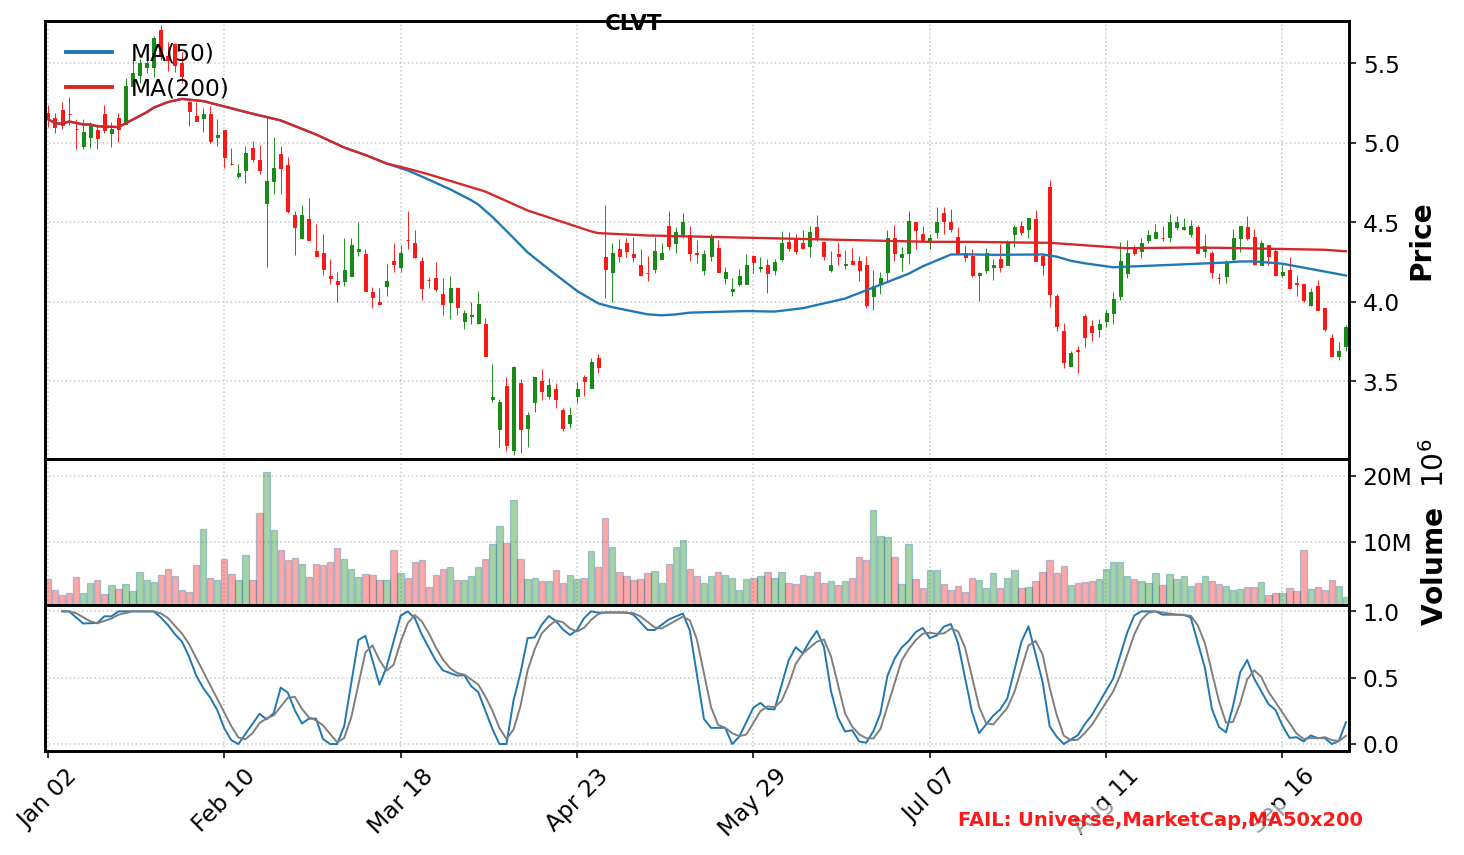 CLVT
MA(50)
MA(200)
5.5
5.0
4.5
4.0
3.5
Price
20M
10M
Volume 10⁶
1.0
0.5
0.0
Jan 02
Feb 10
Mar 18
Apr 23
May 29
Jul 07
Aug 11
Sep 16
FAIL: Universe,MarketCap,MA50x200